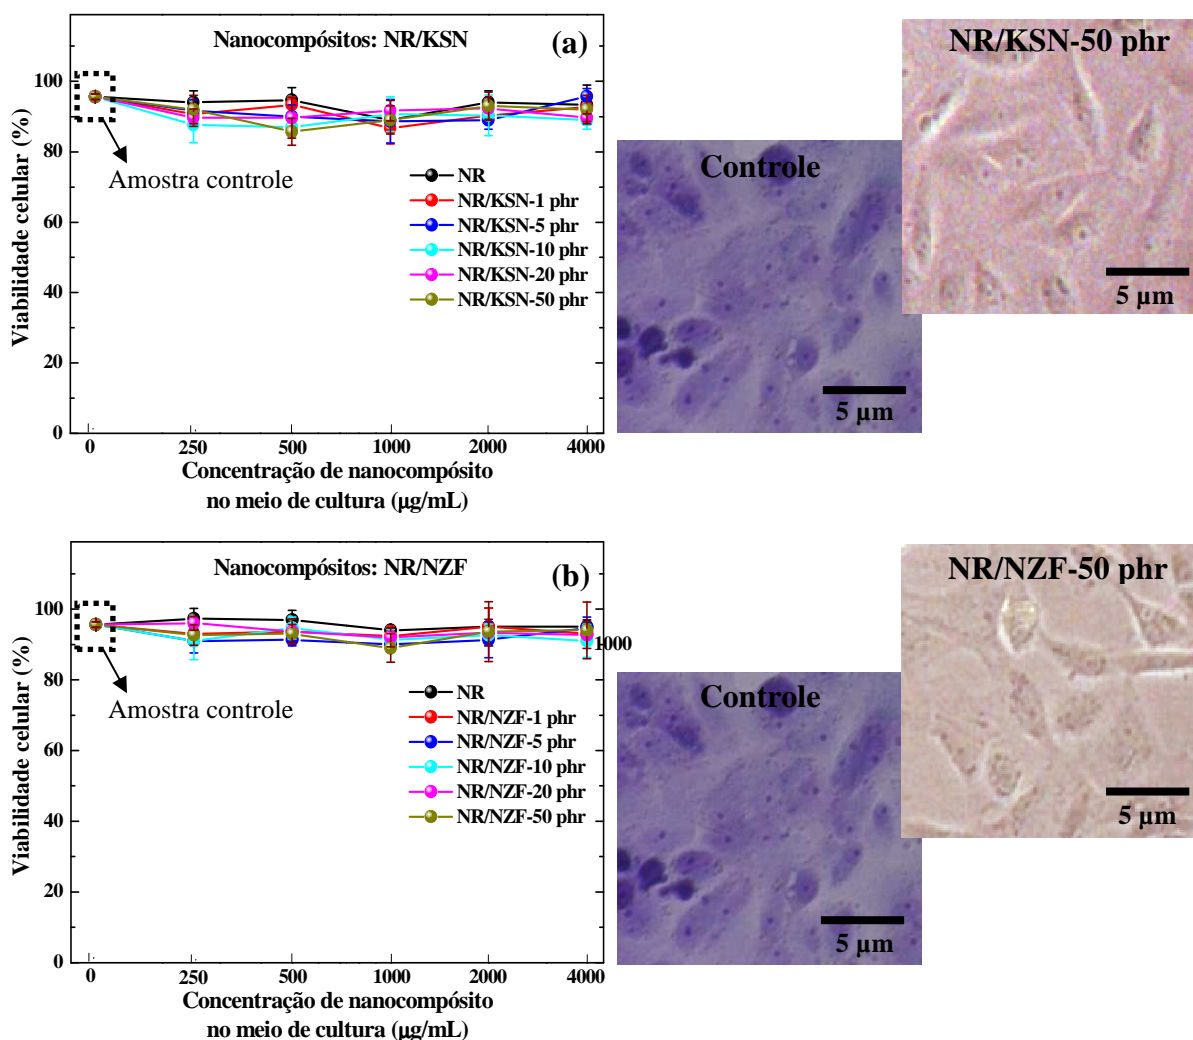 Nanocompósitos: NR/KSN
(a)
Viabilidade celular (%)
100
80
60
40
20
0
Amostra controle
NR
NR/KSN-1 phr
NR/KSN-5 phr
NR/KSN-10 phr
NR/KSN-20 phr
NR/KSN-50 phr
0 250 500 1000 2000 4000
Concentração de nanocompósito
no meio de cultura (µg/mL)
Controle
5 µm
NR/KSN-50 phr
5 µm
Nanocompósitos: NR/NZF
(b)
Viabilidade celular (%)
100
80
60
40
20
0
Amostra controle
1000
NR
NR/NZF-1 phr
NR/NZF-5 phr
NR/NZF-10 phr
NR/NZF-20 phr
NR/NZF-50 phr
0 250 500 1000 2000 4000
Concentração de nanocompósito
no meio de cultura (µg/mL)
Controle
5 µm
NR/NZF-50 phr
5 µm